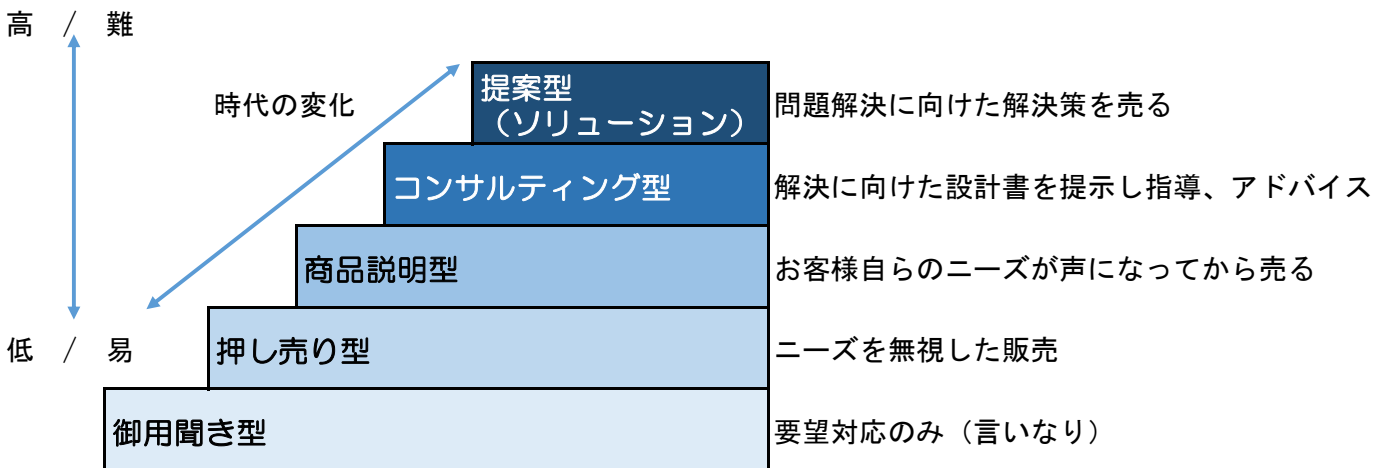 高 / 難
時代の変化
提案型
（ソリューション）
問題解決に向けた解決策を売る
コンサルティング型
解決に向けた設計書を提示し指導、アドバイス
商品説明型
お客様自らのニーズが声になってから売る
低 / 易
押し売り型
ニーズを無視した販売
御用聞き型
要望対応のみ（言いなり）